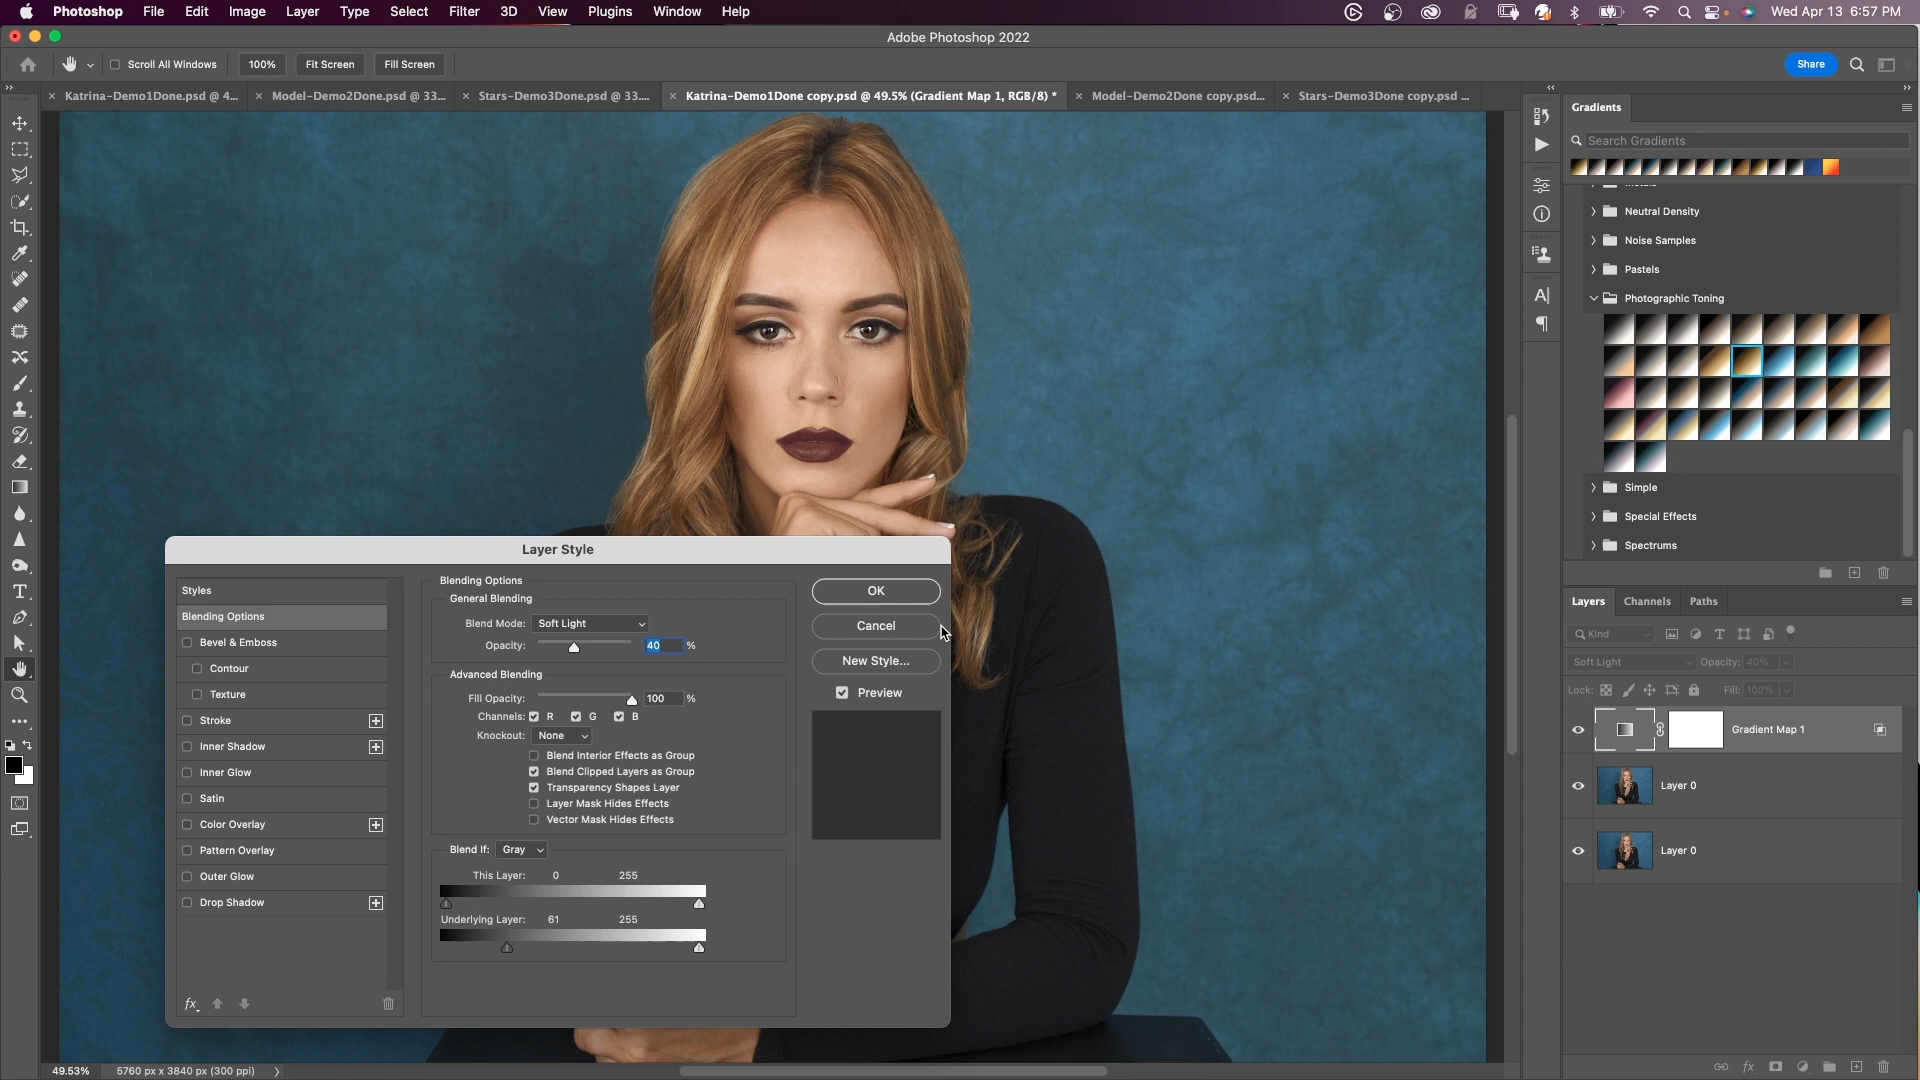 Photoshop File Edit Image Layer Type Select Filter 3D View Plugins Window Help
Wed Apr 13 6:57 PM
Adobe Photoshop 2022
Scroll All Windows 100% Fit Screen Fill Screen Share
Katrina-Demo1Done.psd @ 4... Model-Demo2Done.psd @ 33... Stars-Demo3Done.psd @ 33.... Katrina-Demo1Done copy.psd @ 49.5% (Gradient Map 1, RGB/8) * Model-Demo2Done copy.psd... Stars-Demo3Done copy.psd ...
Gradients
Search Gradients
Neutral Density
Noise Samples
Pastels
Photographic Toning
Simple
Special Effects
Spectrums
Layer Style
Styles
Blending Options
Bevel & Emboss
Contour
Texture
Stroke
Inner Shadow
Inner Glow
Satin
Color Overlay
Pattern Overlay
Outer Glow
Drop Shadow
fx
Blending Options
General Blending
Blend Mode: Soft Light
Opacity: 40 %
Advanced Blending
Fill Opacity: 100 %
Channels: R G B
Knockout: None
Blend Interior Effects as Group
Blend Clipped Layers as Group
Transparency Shapes Layer
Layer Mask Hides Effects
Vector Mask Hides Effects
Blend If: Gray
This Layer: 0 255
Underlying Layer: 61 255
OK
Cancel
New Style...
Preview
Layers Channels Paths
Kind
Soft Light Opacity: 40%
Lock: Fill: 100%
Gradient Map 1
Layer 0
Layer 0
fx
49.53% 5760 px x 3840 px (300 ppi)